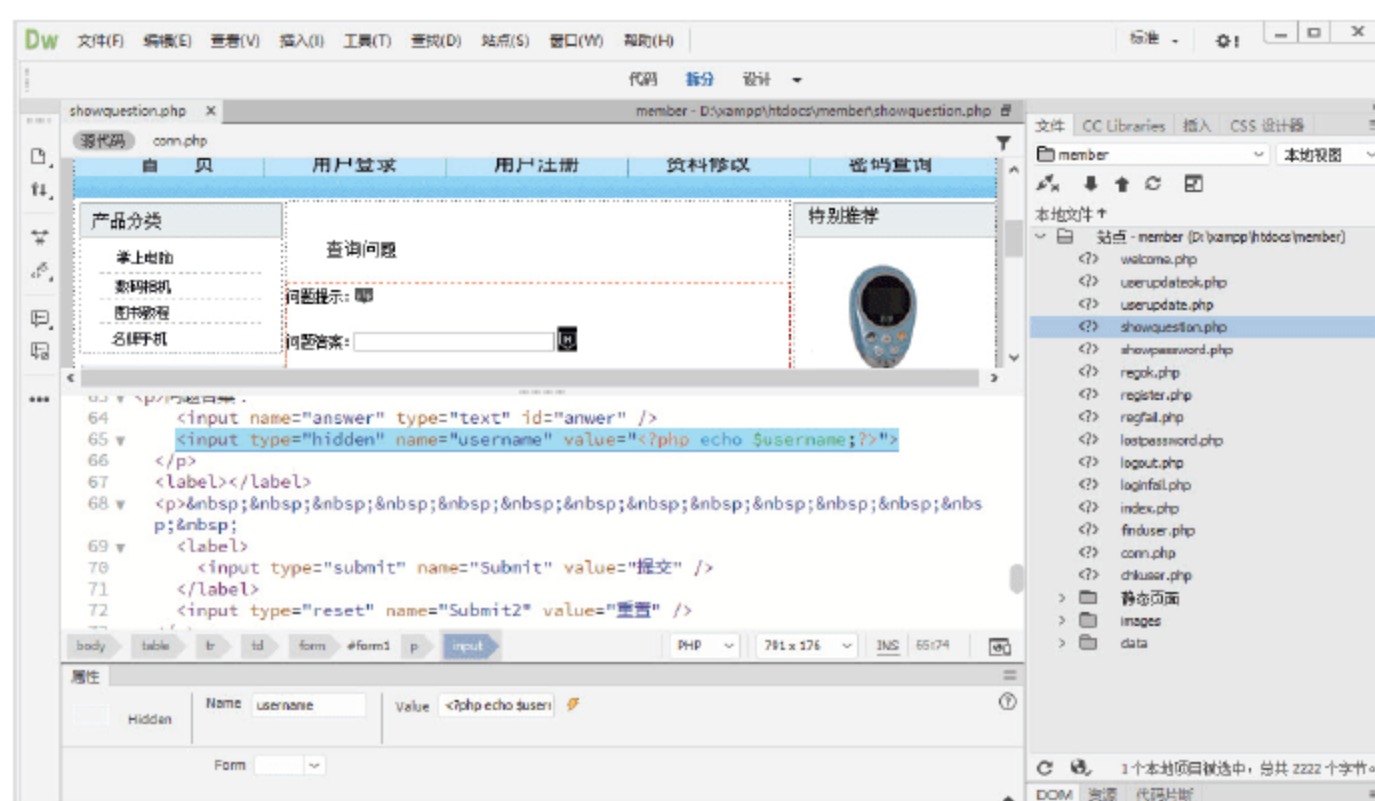 Dw 文件(F) 编辑(E) 查看(V) 插入(I) 工具(T) 查找(D) 站点(S) 窗口(W) 帮助(H) 标准
代码 拆分 设计
showquestion.php × member - D:\xampp\htdocs\member\showquestion.php
源代码 conn.php
首 页 用户登录 用户注册 资料修改 密码查询
产品分类
掌上电脑
数码相机
图书教程
名牌手机
查询问题
问题提示:
问题答案:
特别推荐
63 <p>问题答案:
64 <input name="answer" type="text" id="anwer" />
65 <input type="hidden" name="username" value="<?php echo $username;?>">
66 </p>
67 <label></label>
68 <p>&nbsp;&nbsp;&nbsp;&nbsp;&nbsp;&nbsp;&nbsp;&nbsp;&nbsp;&nbsp;&nbsp;&nbsp;&nbs
p;&nbsp;
69 <label>
70 <input type="submit" name="Submit" value="提交" />
71 </label>
72 <input type="reset" name="Submit2" value="重置" />
body table tr td form #form1 p input PHP 791 x 176 INS 65:74
属性
Hidden Name username Value <?php echo $usern
Form
文件 CC Libraries 插入 CSS 设计器
member 本地视图
本地文件↑
站点 - member (D:\xampp\htdocs\member)
<?> welcome.php
<?> userupdateok.php
<?> userupdate.php
<?> showquestion.php
<?> showpassword.php
<?> regok.php
<?> register.php
<?> regfail.php
<?> lostpassword.php
<?> logout.php
<?> loginfail.php
<?> index.php
<?> finduser.php
<?> conn.php
<?> chkuser.php
静态页面
images
data
1个本地项目被选中，总共 2222 个字节
DOM 资源 代码片断